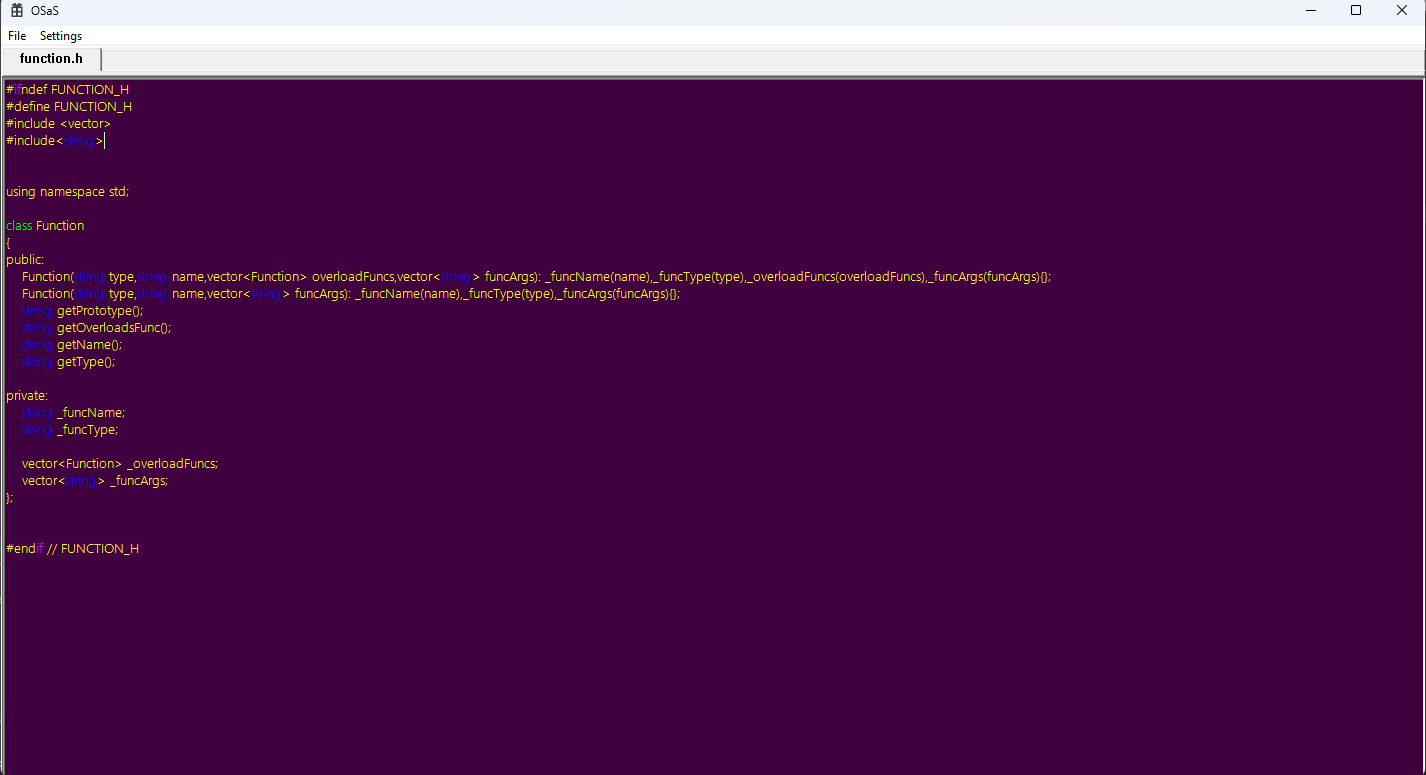 OSaS
File Settings
function.h
#ifndef FUNCTION_H
#define FUNCTION_H
#include <vector>
#include<string>
using namespace std;
class Function
{
public:
Function(string type,string name,vector<Function> overloadFuncs,vector<string> funcArgs): _funcName(name),_funcType(type),_overloadFuncs(overloadFuncs),_funcArgs(funcArgs){};
Function(string type,string name,vector<string> funcArgs): _funcName(name),_funcType(type),_funcArgs(funcArgs){};
string getPrototype();
string getOverloadsFunc();
string getName();
string getType();
private:
string _funcName;
string _funcType;
vector<Function> _overloadFuncs;
vector<string> _funcArgs;
};
#endif // FUNCTION_H